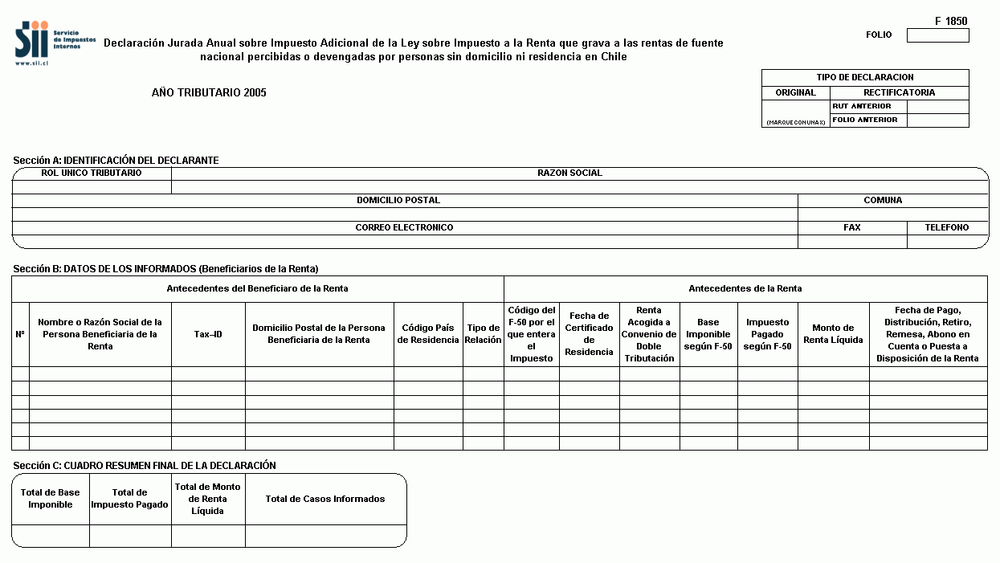 sii
Servicio
de Impuestos
Internos
www.sii.cl
F 1850
FOLIO
Declaración Jurada Anual sobre Impuesto Adicional de la Ley sobre Impuesto a la Renta que grava a las rentas de fuente
nacional percibidas o devengadas por personas sin domicilio ni residencia en Chile
AÑO TRIBUTARIO 2005
TIPO DE DECLARACION
ORIGINAL
RECTIFICATORIA
(MARQUE CON UNA X)
RUT ANTERIOR
FOLIO ANTERIOR
Sección A: IDENTIFICACIÓN DEL DECLARANTE
ROL UNICO TRIBUTARIO
RAZON SOCIAL
DOMICILIO POSTAL
COMUNA
CORREO ELECTRONICO
FAX
TELEFONO
Sección B: DATOS DE LOS INFORMADOS (Beneficiarios de la Renta)
Antecedentes del Beneficiaro de la Renta
Antecedentes de la Renta
Nº
Nombre o Razón Social de la
Persona Beneficiaria de la
Renta
Tax–ID
Domicilio Postal de la Persona
Beneficiaria de la Renta
Código País
de Residencia
Tipo de
Relación
Código del
F-50 por el
que entera
el
Impuesto
Fecha de
Certificado
de
Residencia
Renta
Acogida a
Convenio de
Doble
Tributación
Base
Imponible
según F-50
Impuesto
Pagado
según F-50
Monto de
Renta Líquida
Fecha de Pago,
Distribución, Retiro,
Remesa, Abono en
Cuenta o Puesta a
Disposición de la Renta
Sección C: CUADRO RESUMEN FINAL DE LA DECLARACIÓN
Total de Base
Imponible
Total de
Impuesto Pagado
Total de Monto
de Renta
Líquida
Total de Casos Informados